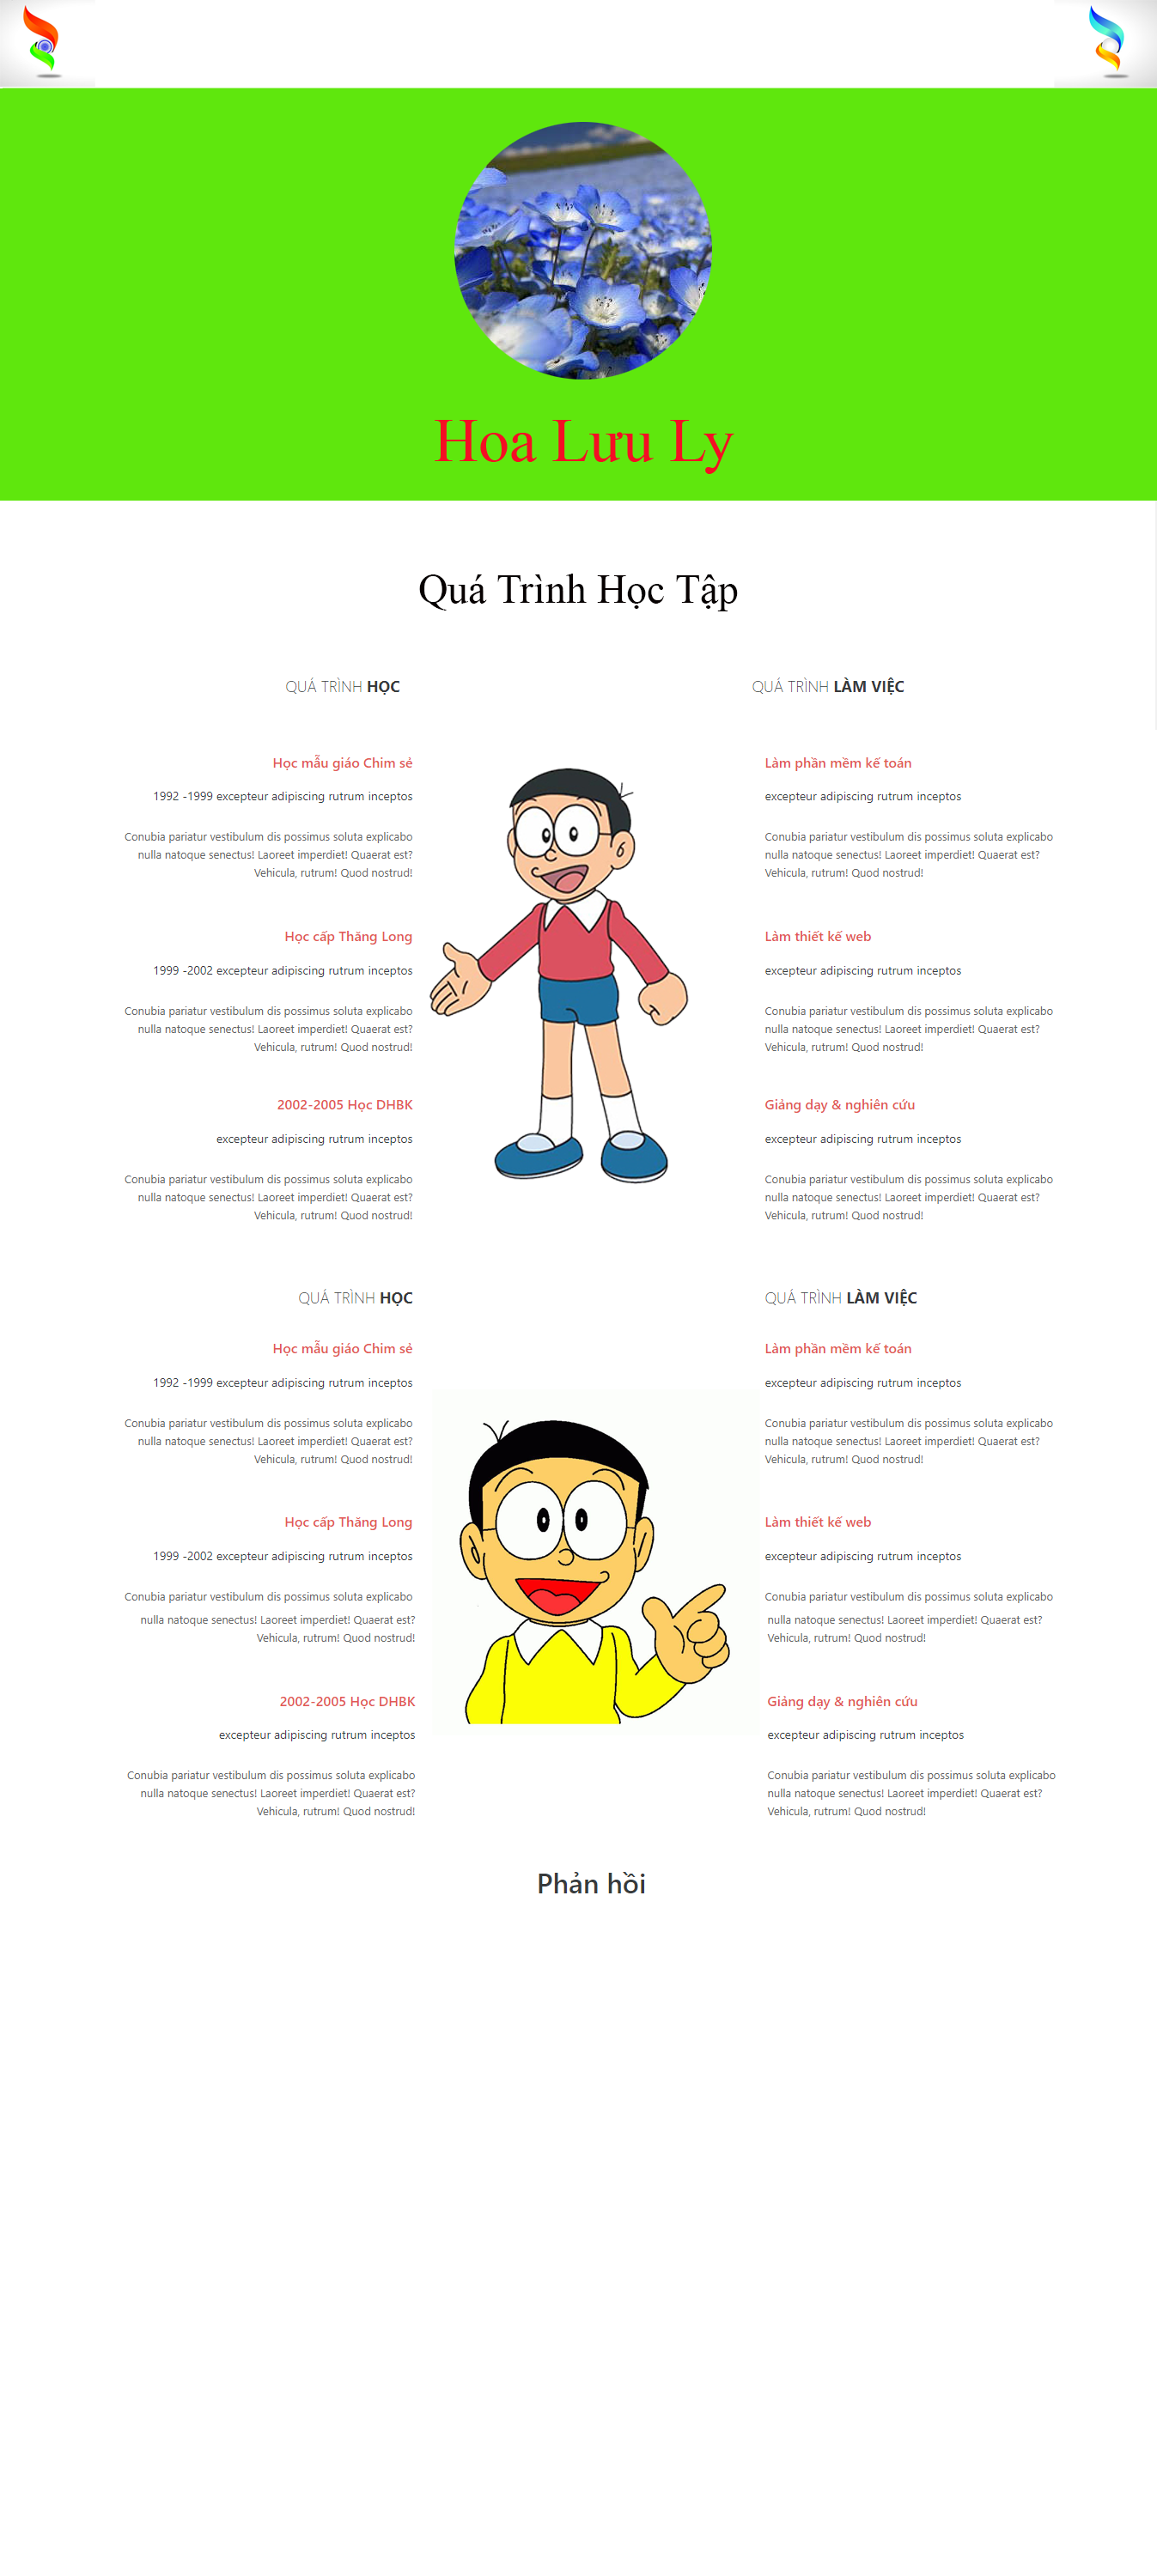 Hoa Lưu Ly
Quá Trình Học Tập
QUÁ TRÌNH HỌC
Học mẫu giáo Chim sẻ
1992 -1999 excepteur adipiscing rutrum inceptos
Conubia pariatur vestibulum dis possimus soluta explicabo
nulla natoque senectus! Laoreet imperdiet! Quaerat est?
Vehicula, rutrum! Quod nostrud!
Học cấp Thăng Long
1999 -2002 excepteur adipiscing rutrum inceptos
Conubia pariatur vestibulum dis possimus soluta explicabo
nulla natoque senectus! Laoreet imperdiet! Quaerat est?
Vehicula, rutrum! Quod nostrud!
2002-2005 Học DHBK
excepteur adipiscing rutrum inceptos
Conubia pariatur vestibulum dis possimus soluta explicabo
nulla natoque senectus! Laoreet imperdiet! Quaerat est?
Vehicula, rutrum! Quod nostrud!
QUÁ TRÌNH LÀM VIỆC
Làm phần mềm kế toán
excepteur adipiscing rutrum inceptos
Conubia pariatur vestibulum dis possimus soluta explicabo
nulla natoque senectus! Laoreet imperdiet! Quaerat est?
Vehicula, rutrum! Quod nostrud!
Làm thiết kế web
excepteur adipiscing rutrum inceptos
Conubia pariatur vestibulum dis possimus soluta explicabo
nulla natoque senectus! Laoreet imperdiet! Quaerat est?
Vehicula, rutrum! Quod nostrud!
Giảng dạy & nghiên cứu
excepteur adipiscing rutrum inceptos
Conubia pariatur vestibulum dis possimus soluta explicabo
nulla natoque senectus! Laoreet imperdiet! Quaerat est?
Vehicula, rutrum! Quod nostrud!
QUÁ TRÌNH HỌC
Học mẫu giáo Chim sẻ
1992 -1999 excepteur adipiscing rutrum inceptos
Conubia pariatur vestibulum dis possimus soluta explicabo
nulla natoque senectus! Laoreet imperdiet! Quaerat est?
Vehicula, rutrum! Quod nostrud!
Học cấp Thăng Long
1999 -2002 excepteur adipiscing rutrum inceptos
Conubia pariatur vestibulum dis possimus soluta explicabo
nulla natoque senectus! Laoreet imperdiet! Quaerat est?
Vehicula, rutrum! Quod nostrud!
2002-2005 Học DHBK
excepteur adipiscing rutrum inceptos
Conubia pariatur vestibulum dis possimus soluta explicabo
nulla natoque senectus! Laoreet imperdiet! Quaerat est?
Vehicula, rutrum! Quod nostrud!
QUÁ TRÌNH LÀM VIỆC
Làm phần mềm kế toán
excepteur adipiscing rutrum inceptos
Conubia pariatur vestibulum dis possimus soluta explicabo
nulla natoque senectus! Laoreet imperdiet! Quaerat est?
Vehicula, rutrum! Quod nostrud!
Làm thiết kế web
excepteur adipiscing rutrum inceptos
Conubia pariatur vestibulum dis possimus soluta explicabo
nulla natoque senectus! Laoreet imperdiet! Quaerat est?
Vehicula, rutrum! Quod nostrud!
Giảng dạy & nghiên cứu
excepteur adipiscing rutrum inceptos
Conubia pariatur vestibulum dis possimus soluta explicabo
nulla natoque senectus! Laoreet imperdiet! Quaerat est?
Vehicula, rutrum! Quod nostrud!
Phản hồi